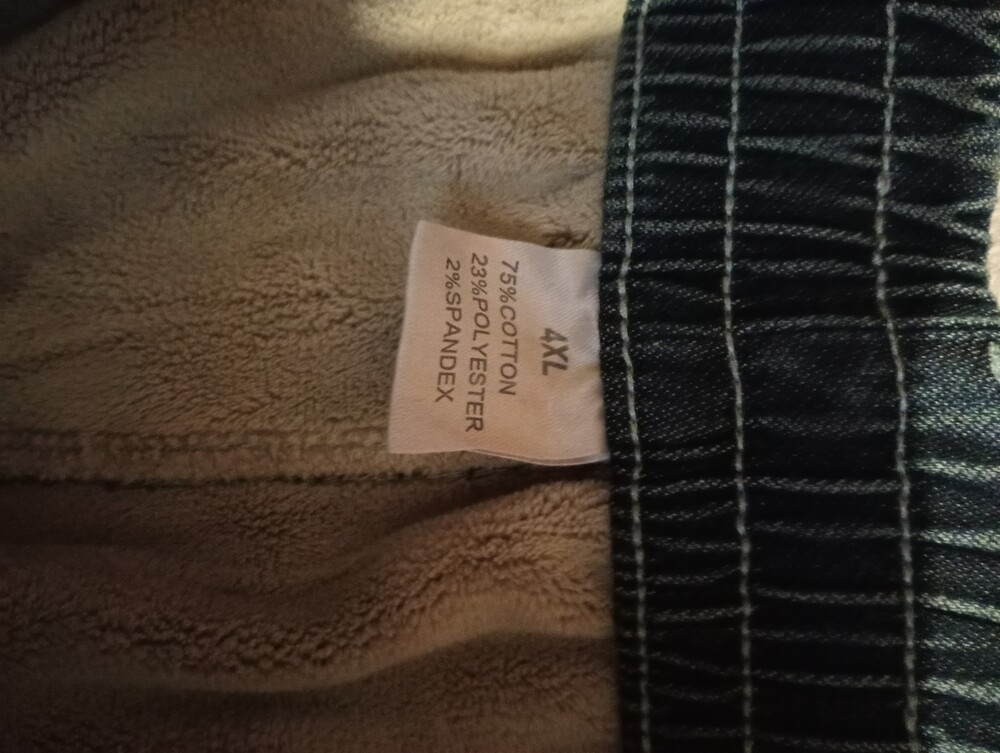 4XL
75%COTTON
23%POLYESTER
2%SPANDEX